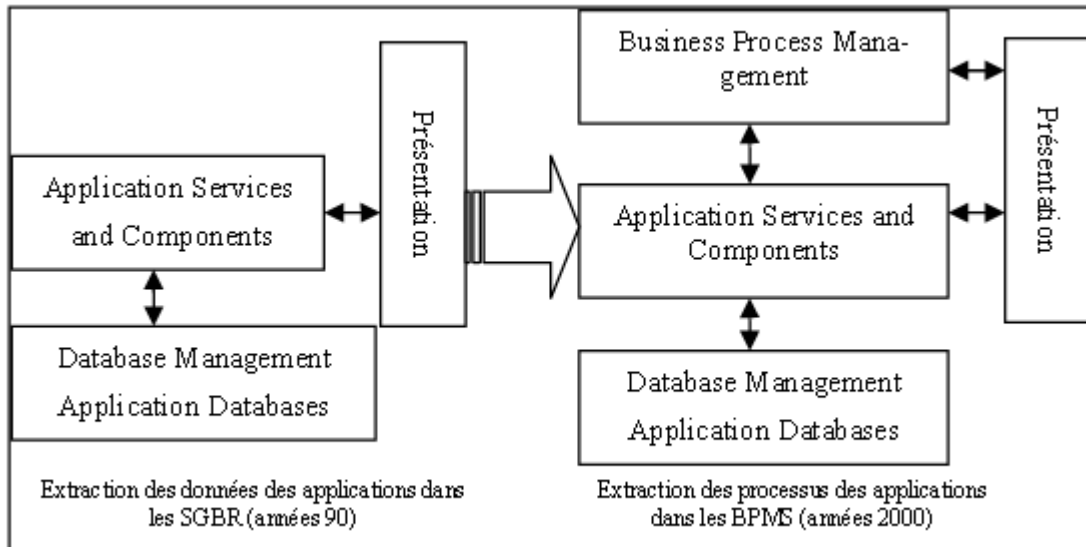 Application Services
and Components
Database Management
Application Databases
Présentation
Extraction des données des applications dans
les SGBR (années 90)
Business Process Mana-
gement
Application Services and
Components
Database Management
Application Databases
Présentation
Extraction des processus des applications
dans les BPMS (années 2000)